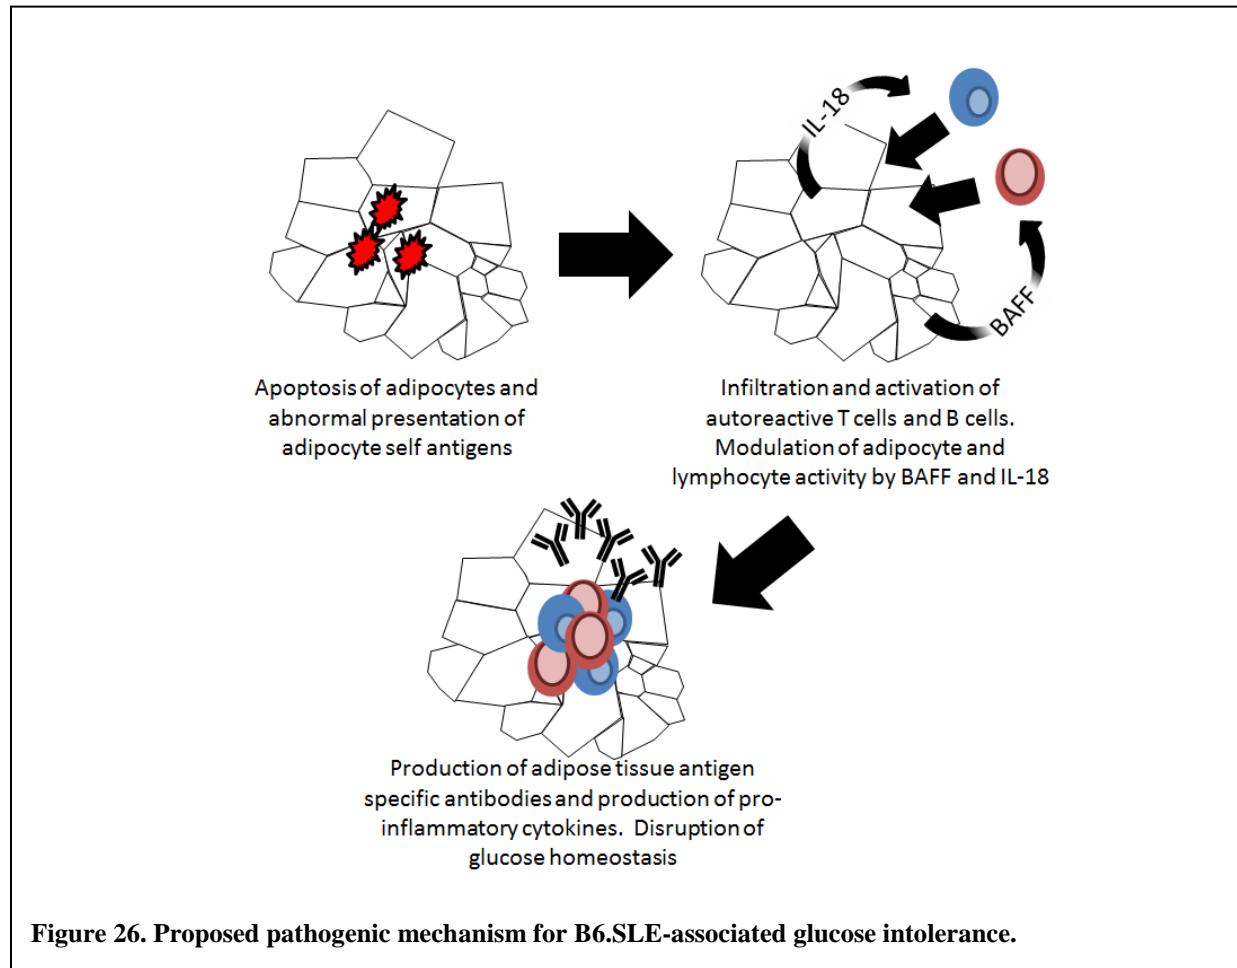 IL-18
BAFF
Apoptosis of adipocytes and
abnormal presentation of
adipocyte self antigens
Infiltration and activation of
autoreactive T cells and B cells.
Modulation of adipocyte and
lymphocyte activity by BAFF and IL-18
Production of adipose tissue antigen
specific antibodies and production of pro-
inflammatory cytokines.  Disruption of
glucose homeostasis
Figure 26. Proposed pathogenic mechanism for B6.SLE-associated glucose intolerance.